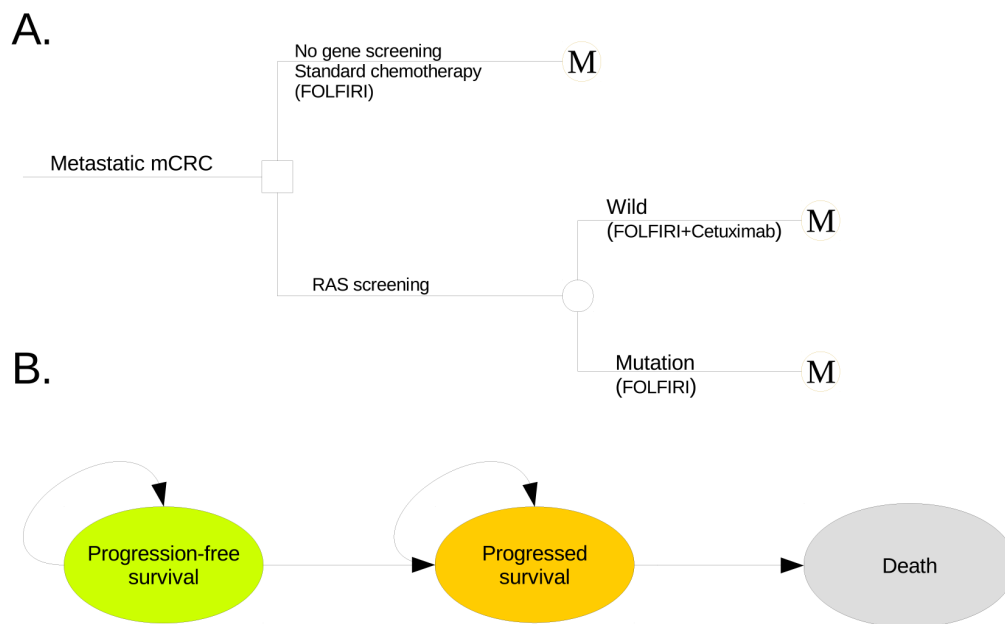 A.
No gene screening
Standard chemotherapy
(FOLFIRI)
M
Metastatic mCRC
Wild
(FOLFIRI+Cetuximab)
M
RAS screening
Mutation
(FOLFIRI)
M
B.
Progression-free
survival
Progressed
survival
Death